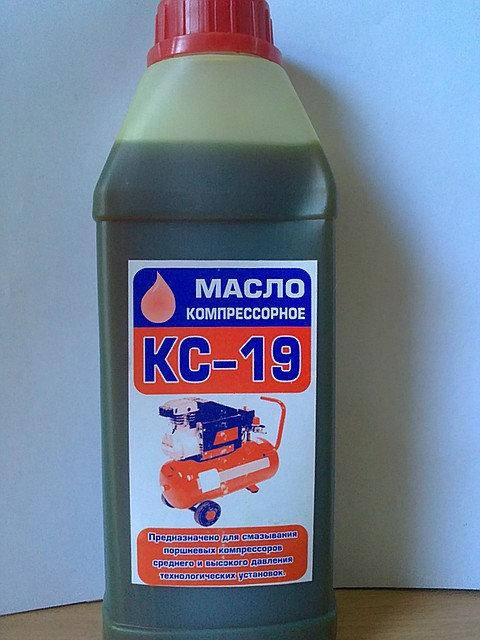 МАСЛО
КОМПРЕССОРНОЕ
КС-19
Предназначено для смазывания
поршневых компрессоров
среднего и высокого давления
технологических установок.